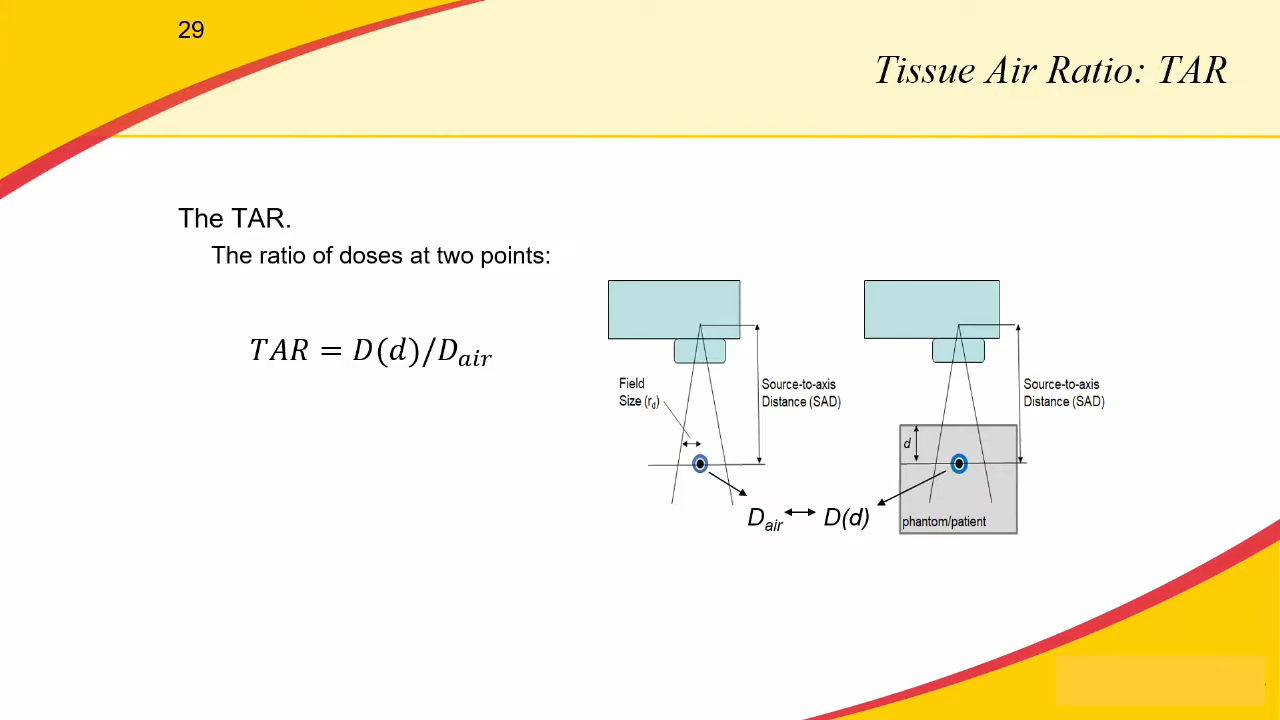 29
Tissue Air Ratio: TAR
The TAR.
The ratio of doses at two points:
TAR = D(d)/D_air
Field
Size (r_d)
Source-to-axis
Distance (SAD)
Source-to-axis
Distance (SAD)
d
D_air
D(d)
phantom/patient